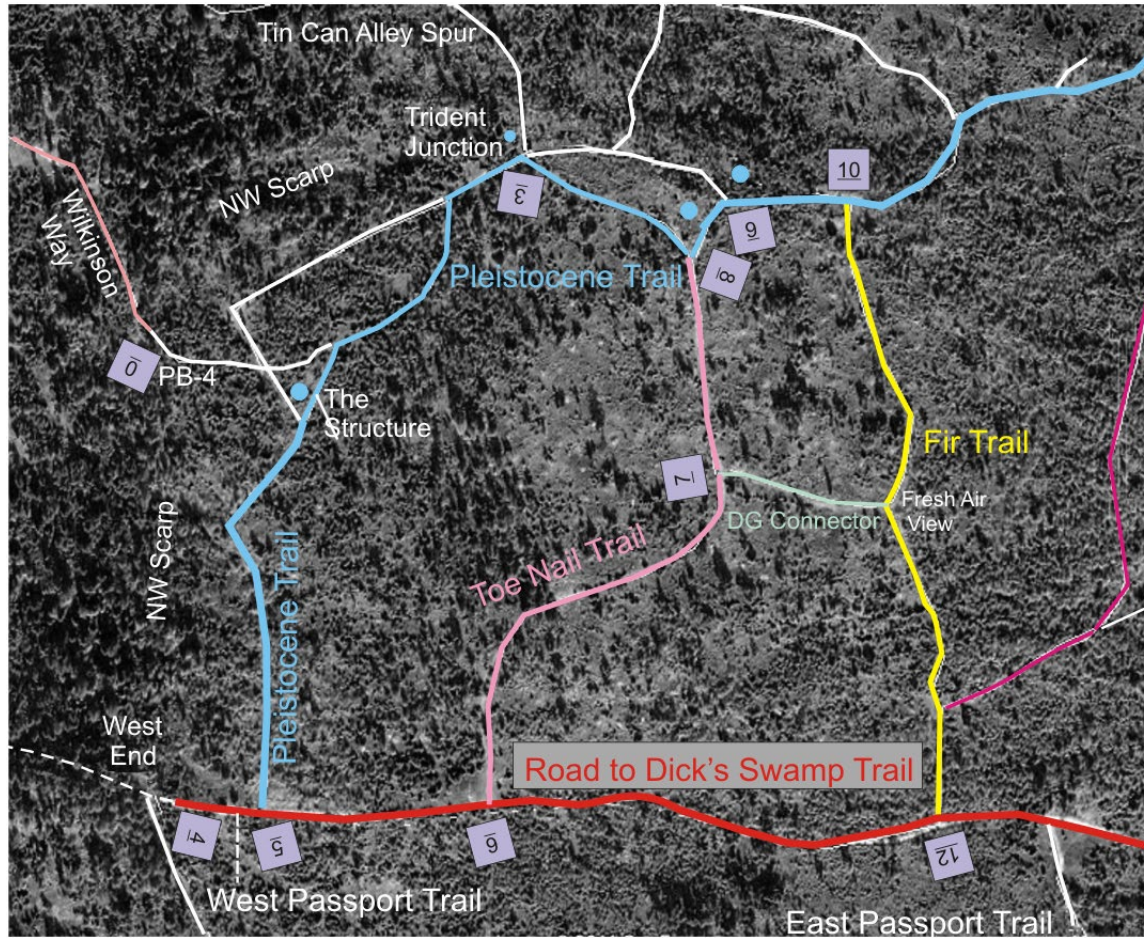 Tin Can Alley Spur
Trident
Junction
10
NW Scarp
3
Wilkinson
Way
9
8
Pleistocene Trail
0
PB-4
The
Structure
Fir Trail
7
Fresh Air
View
DG Connector
NW Scarp
Pleistocene Trail
Toe Nail Trail
West
End
Road to Dick's Swamp Trail
4
5
6
12
West Passport Trail
East Passport Trail